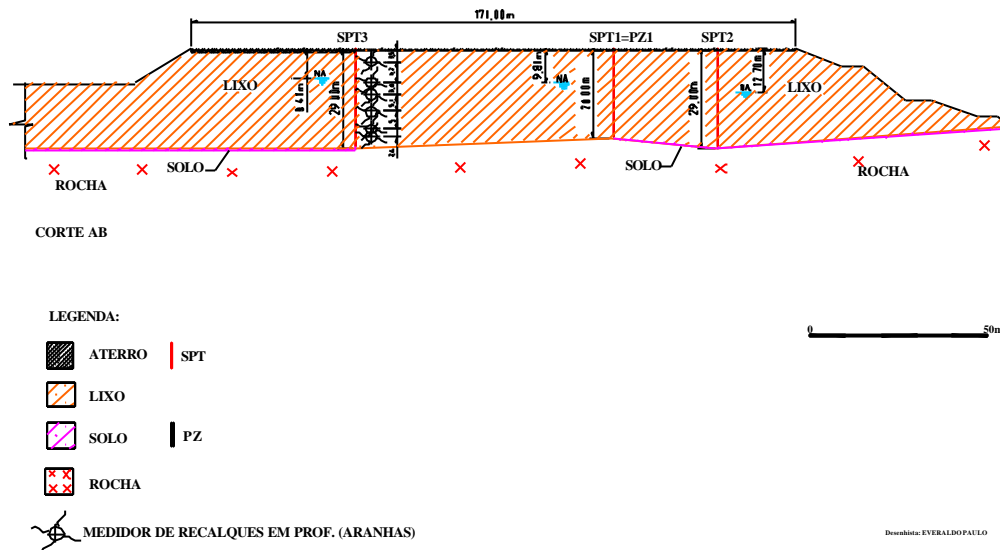 171,00m
SPT3
SPT1=PZ1
SPT2
LIXO
NA
8.41m
29.00m
9.81m
NA
20.00m
29.00m
NA
12.70m
LIXO
SOLO
SOLO
ROCHA
ROCHA
CORTE AB
LEGENDA:
0
50m
ATERRO
SPT
LIXO
SOLO
PZ
ROCHA
MEDIDOR DE RECALQUES EM PROF. (ARANHAS)
Desenhista: EVERALDO PAULO